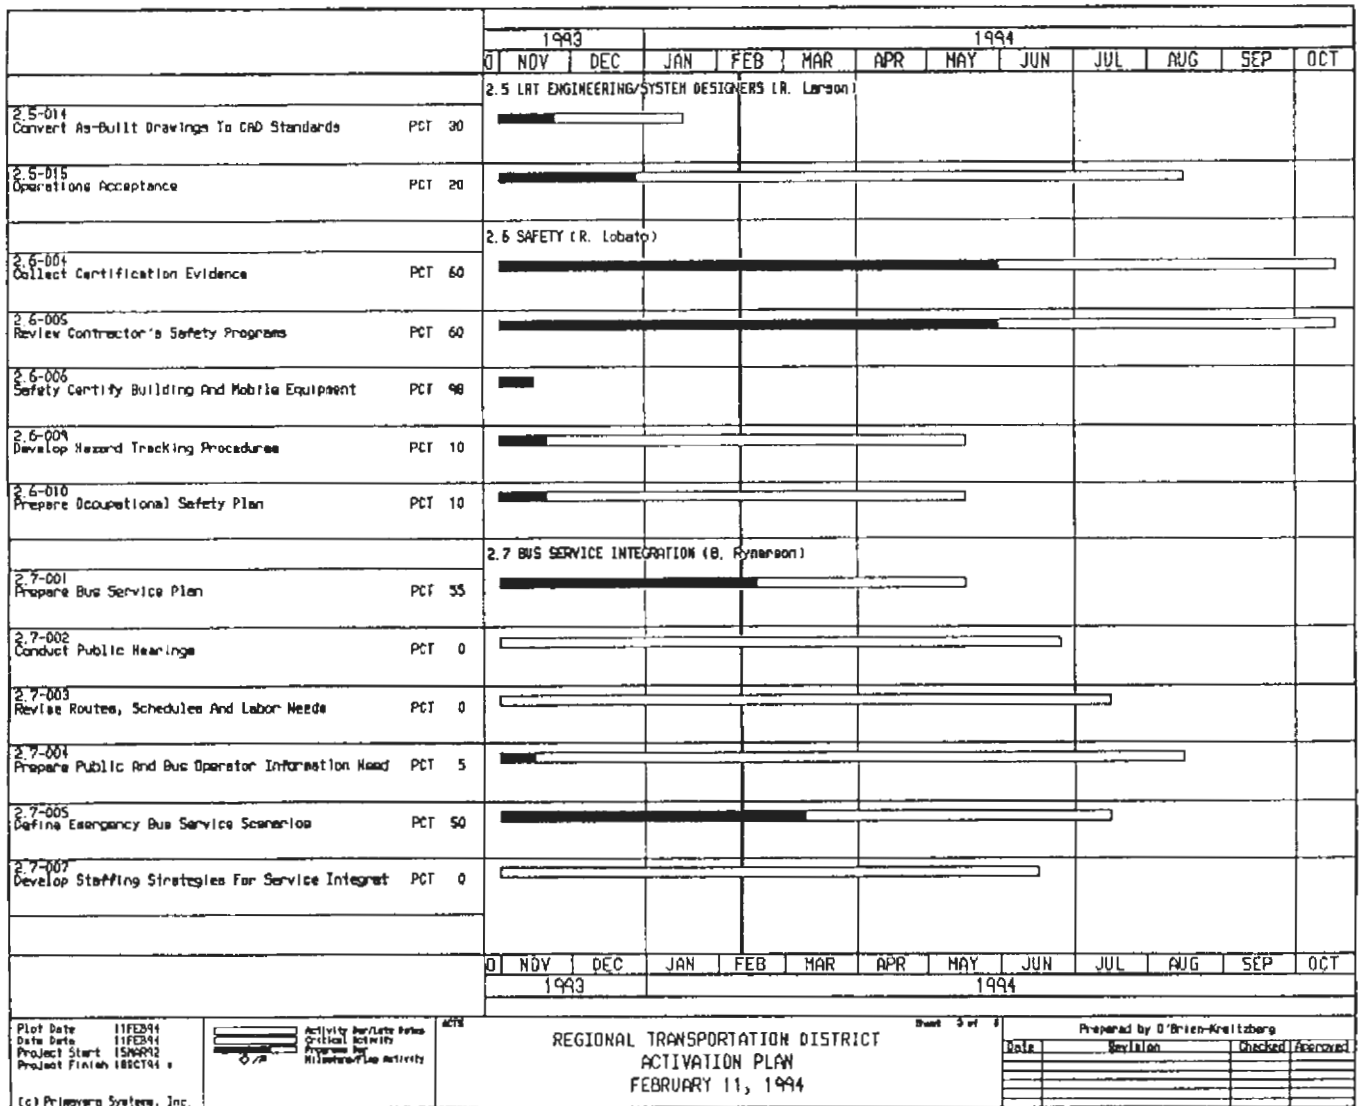 1993 1994
O NOV DEC JAN FEB MAR APR MAY JUN JUL AUG SEP OCT
2.5 LRT ENGINEERING/SYSTEM DESIGNERS (R. Larson)
2.5-014
Convert As-Built Drawings To CAD Standards PCT 30
2.5-015
Operations Acceptance PCT 20
2.6 SAFETY (R. Lobato)
2.6-004
Collect Certification Evidence PCT 60
2.6-005
Review Contractor's Safety Programs PCT 60
2.6-006
Safety Certify Building And Mobile Equipment PCT 98
2.6-009
Develop Hazard Tracking Procedures PCT 10
2.6-010
Prepare Occupational Safety Plan PCT 10
2.7 BUS SERVICE INTEGRATION (B. Rynerson)
2.7-001
Prepare Bus Service Plan PCT 55
2.7-002
Conduct Public Hearings PCT 0
2.7-003
Revise Routes, Schedules And Labor Needs PCT 0
2.7-004
Prepare Public And Bus Operator Information Need PCT 5
2.7-005
Define Emergency Bus Service Scenarios PCT 50
2.7-007
Develop Staffing Strategies For Service Integrat PCT 0
O NOV DEC JAN FEB MAR APR MAY JUN JUL AUG SEP OCT
1993 1994
Plot Date 11FEB94
Data Date 11FEB94
Project Start 15MAR92
Project Finish 18OCT94
(c) Primavera Systems, Inc.
Activity Bar/Late Dates
Critical Activity
Progress Bar
Milestone/Flag Activity
ACTS
REGIONAL TRANSPORTATION DISTRICT
ACTIVATION PLAN
FEBRUARY 11, 1994
Sheet 3 of
Prepared by O'Brien-Kreitzberg
Date Revision Checked Approved